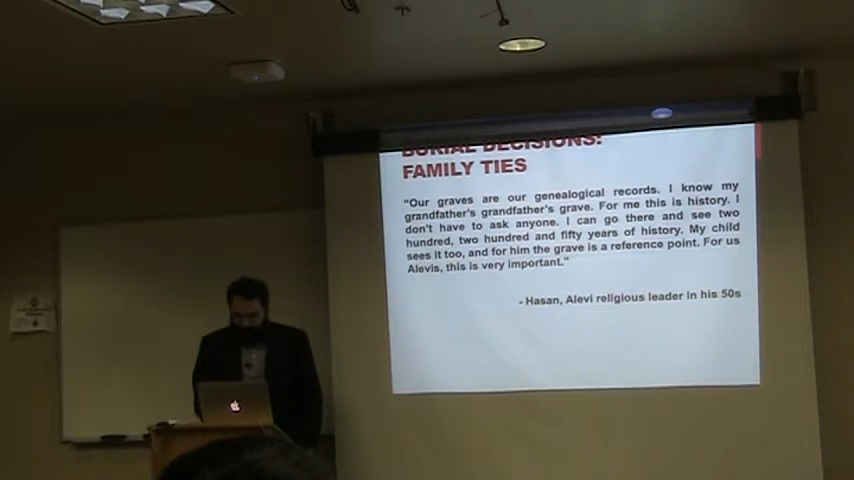 BURIAL DECISIONS:
FAMILY TIES
"Our graves are our genealogical records. I know my
grandfather's grandfather's grave. For me this is history. I
don't have to ask anyone. I can go there and see two
hundred, two hundred and fifty years of history. My child
sees it too, and for him the grave is a reference point. For us
Alevis, this is very important."
- Hasan, Alevi religious leader in his 50s